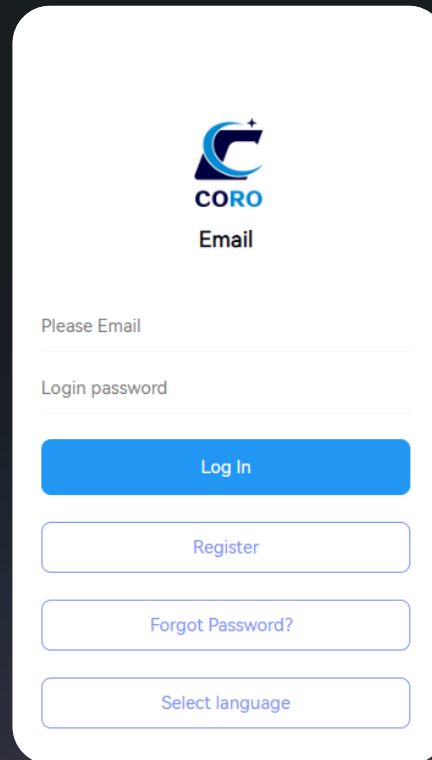 CORO
Email
Please Email
Login password
Log In
Register
Forgot Password?
Select language